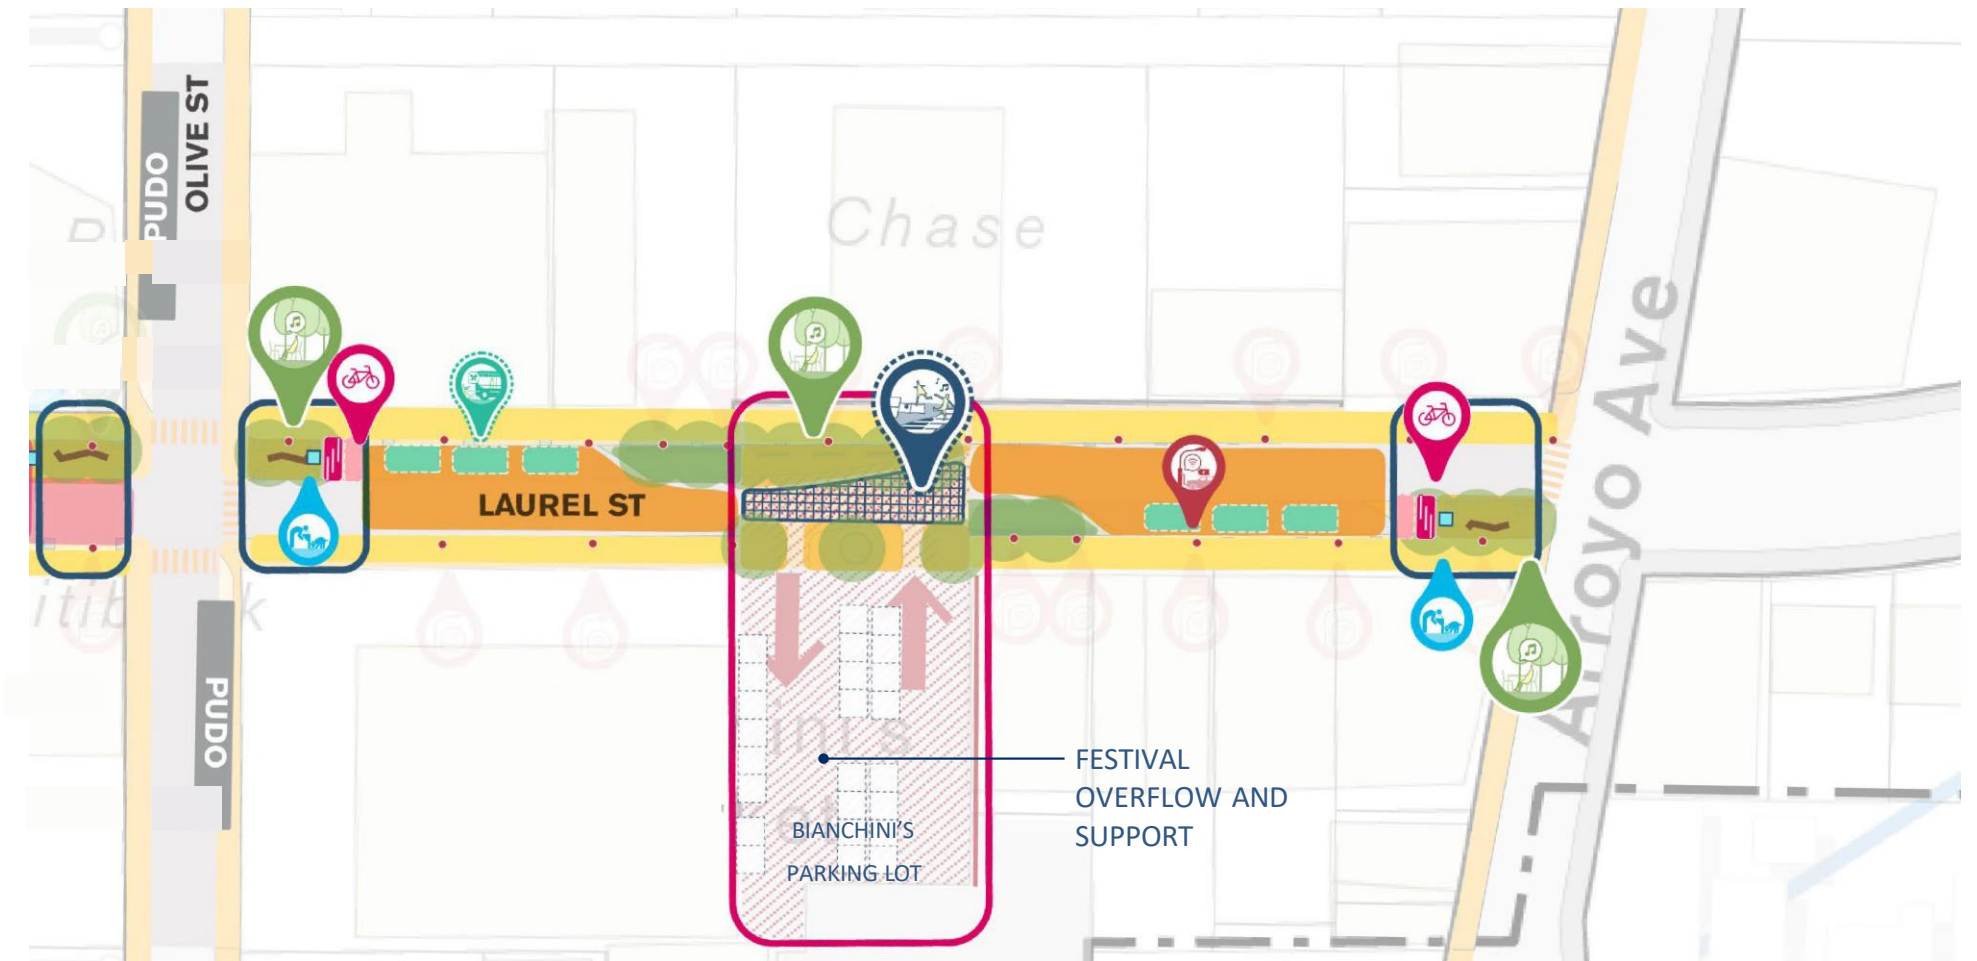 OLIVE ST
PUDO
Chase
Arroyo Ave
LAUREL ST
PUDO
FESTIVAL
OVERFLOW AND
SUPPORT
BIANCHINI'S
PARKING LOT